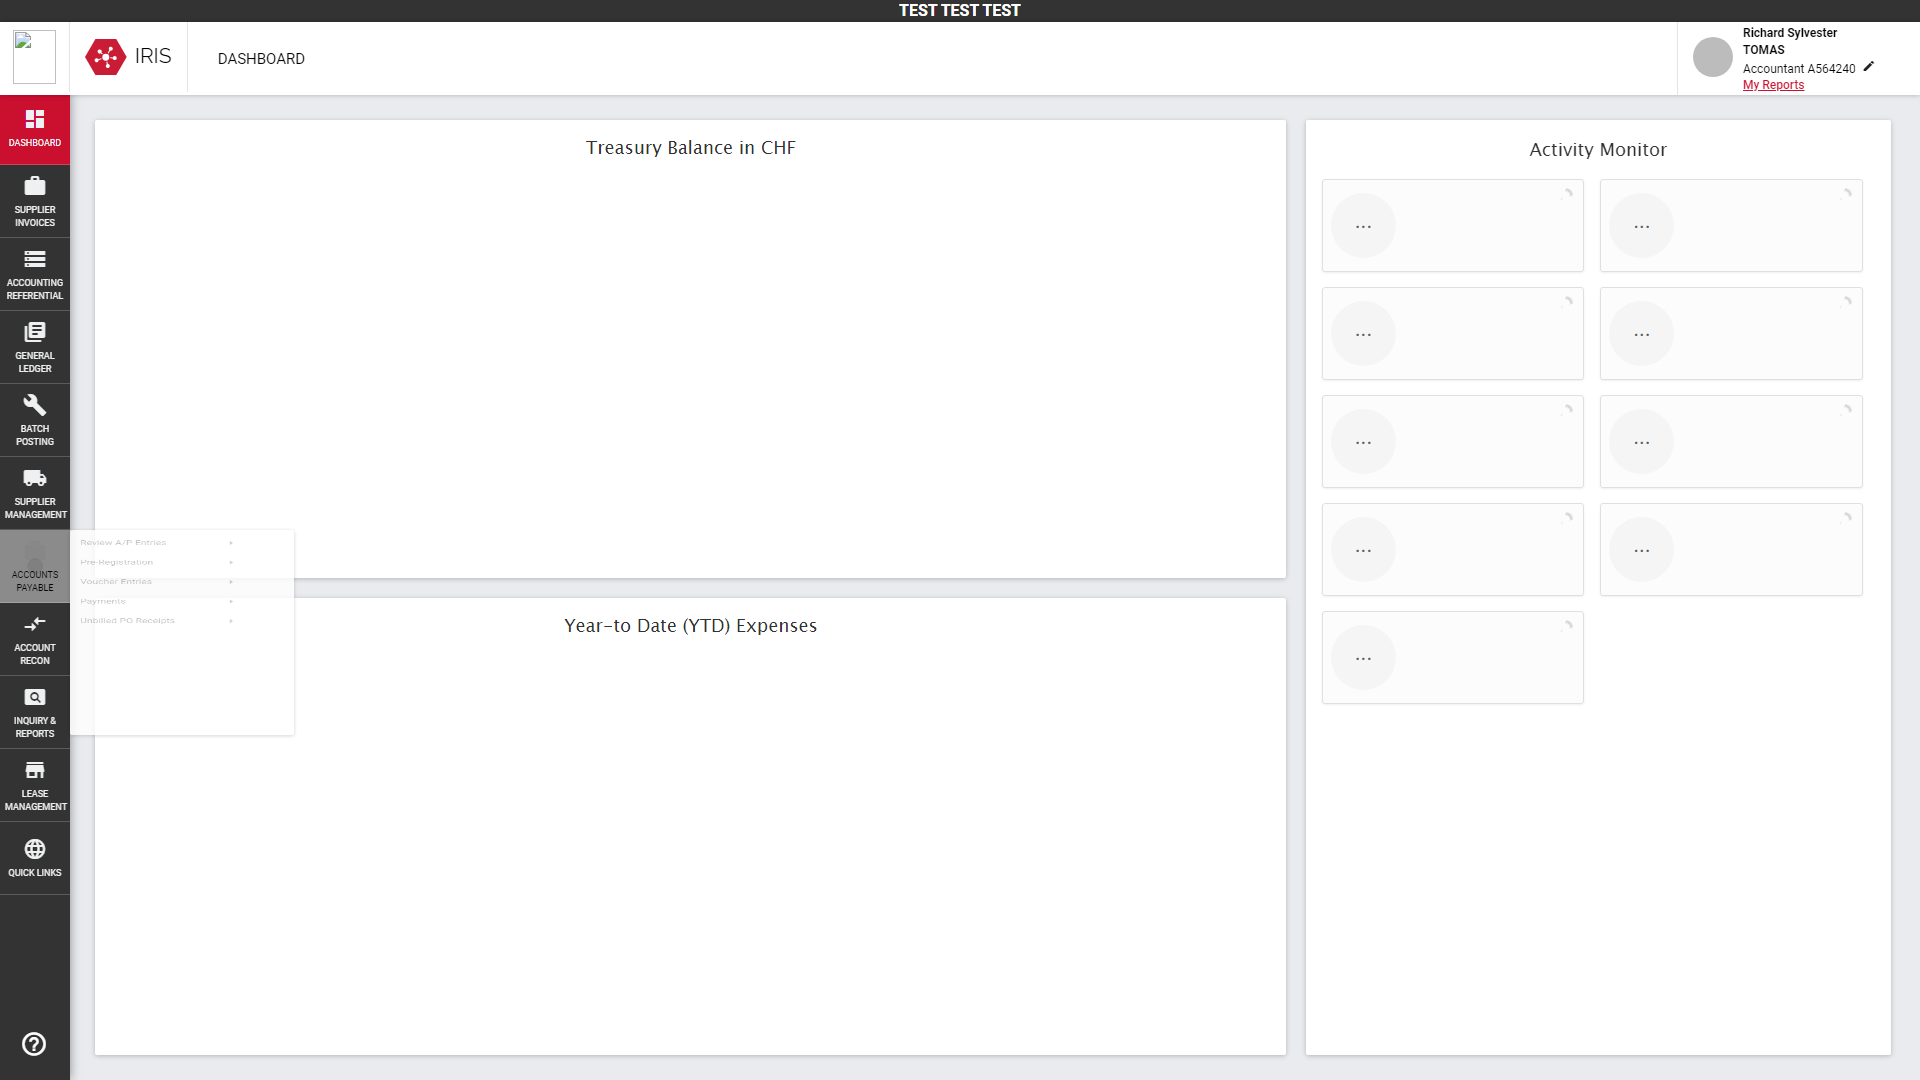 TEST TEST TEST
IRIS
DASHBOARD
Richard Sylvester
TOMAS
Accountant A564240
My Reports
DASHBOARD
SUPPLIER
INVOICES
ACCOUNTING
REFERENTIAL
GENERAL
LEDGER
BATCH
POSTING
SUPPLIER
MANAGEMENT
ACCOUNTS
PAYABLE
ACCOUNT
RECON
INQUIRY &
REPORTS
LEASE
MANAGEMENT
QUICK LINKS
Review A/P Entries
Pre-Registration
Voucher Entries
Payments
Unbilled PO Receipts
Treasury Balance in CHF
Year-to Date (YTD) Expenses
Activity Monitor
...
...
...
...
...
...
...
...
...